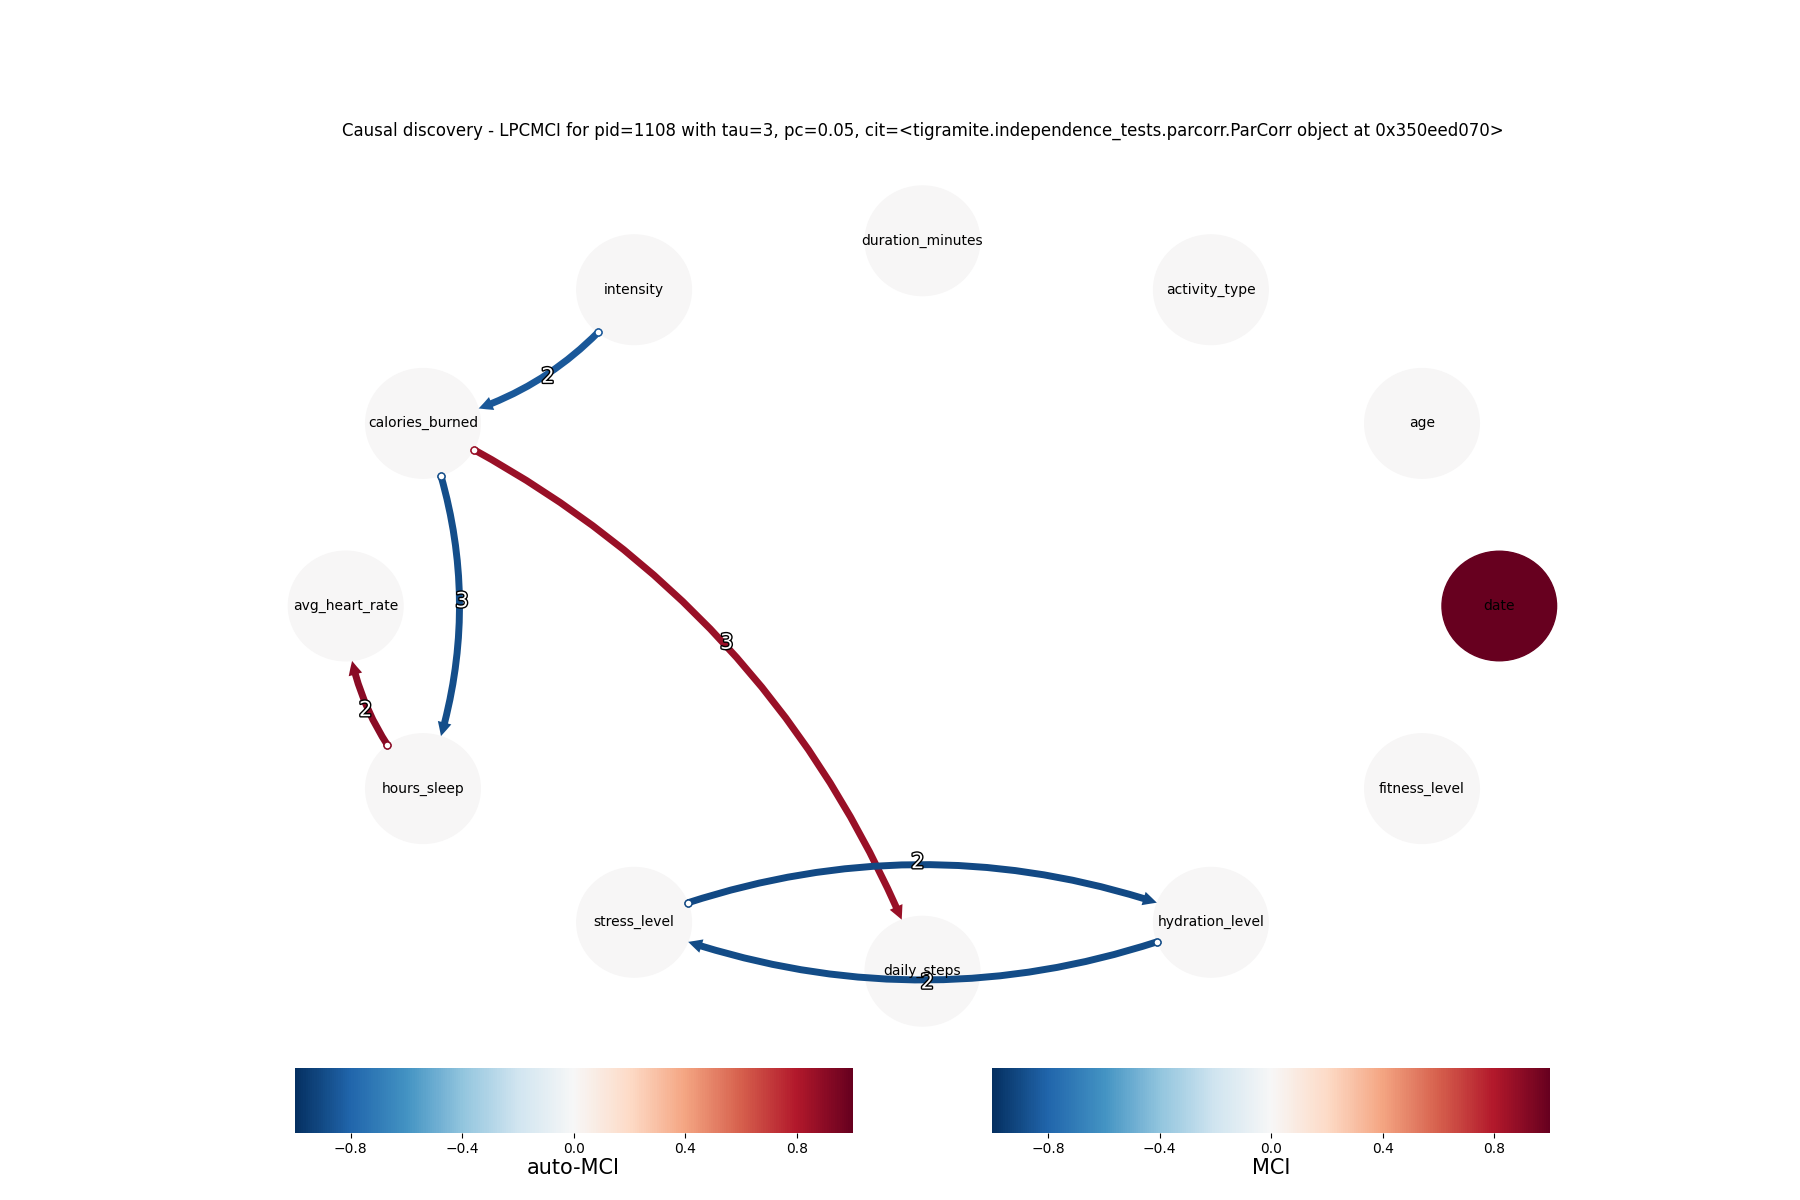 Causal discovery - LPCMCI for pid=1108 with tau=3, pc=0.05, cit=<tigramite.independence_tests.parcorr.ParCorr object at 0x350eed070>
duration_minutes
intensity
activity_type
2
calories_burned
age
3
avg_heart_rate
date
3
2
hours_sleep
fitness_level
2
stress_level
hydration_level
daily_steps
2
−0.8 −0.4 0.0 0.4 0.8
auto-MCI
−0.8 −0.4 0.0 0.4 0.8
MCI